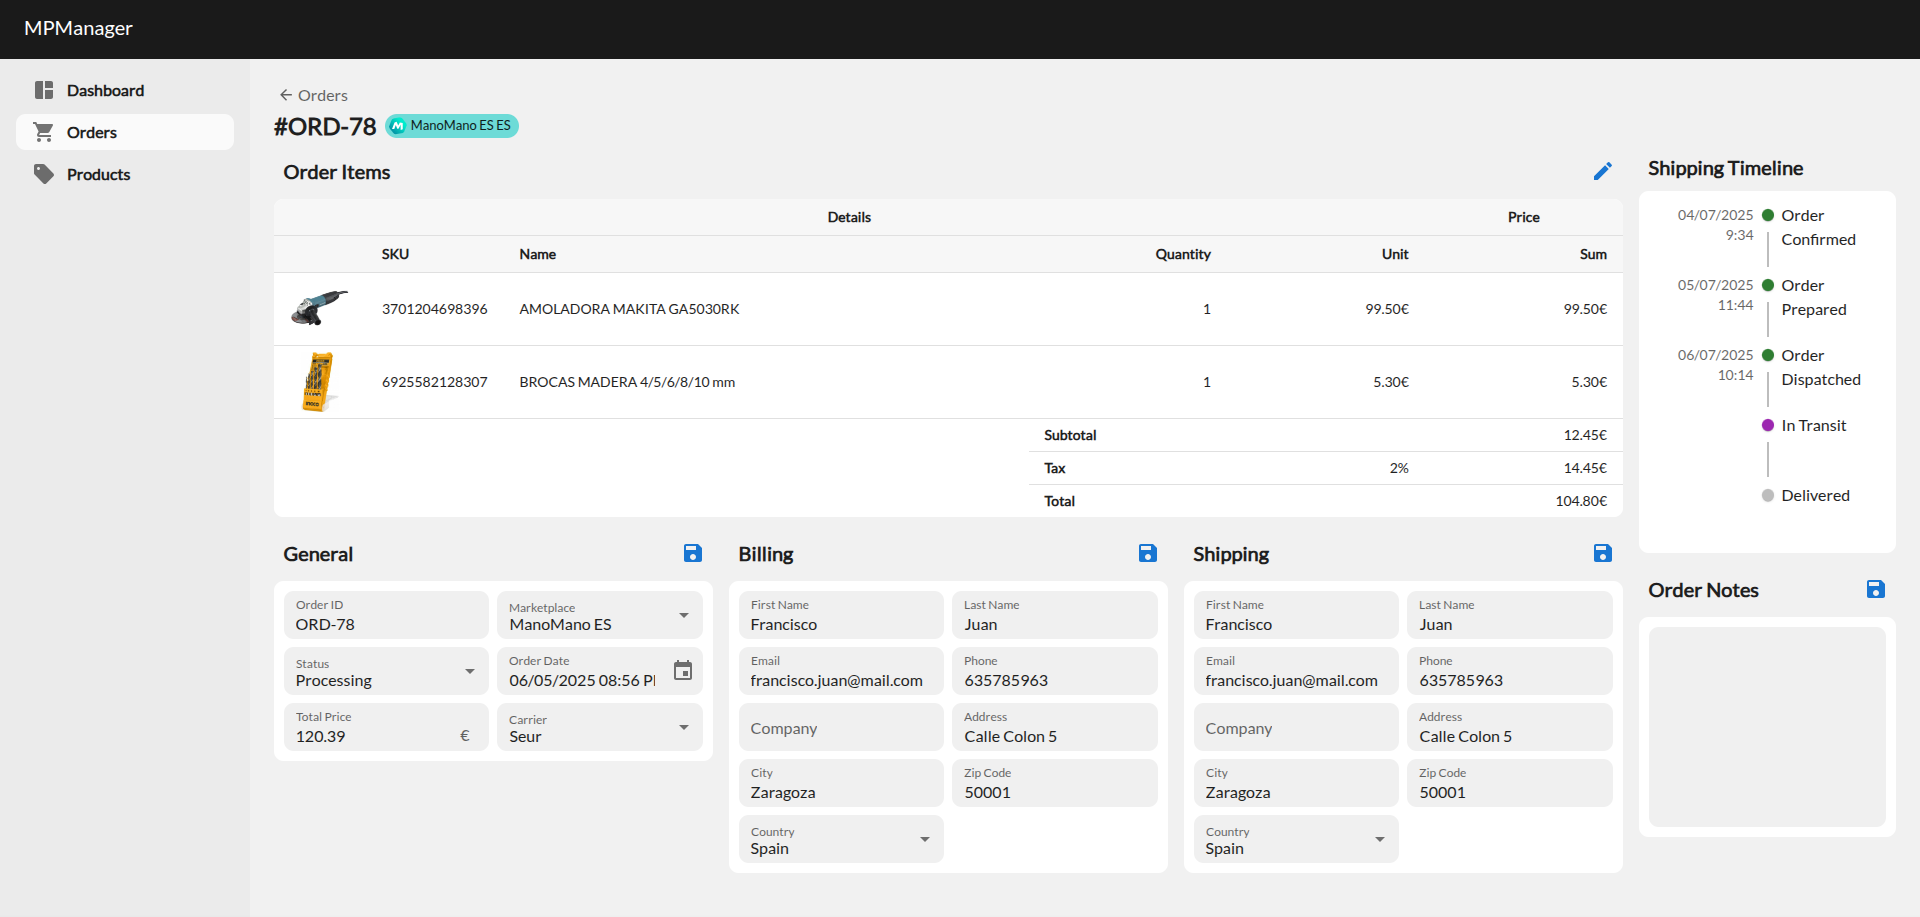 MPManager
Dashboard
Orders
Products
Orders
#ORD-78 ManoMano ES ES
Order Items
Details Price
SKU Name Quantity Unit Sum
3701204698396 AMOLADORA MAKITA GA5030RK 1 99.50€ 99.50€
6925582128307 BROCAS MADERA 4/5/6/8/10 mm 1 5.30€ 5.30€
Subtotal 12.45€
Tax 2% 14.45€
Total 104.80€
Shipping Timeline
04/07/2025 Order
9:34 Confirmed
05/07/2025 Order
11:44 Prepared
06/07/2025 Order
10:14 Dispatched
In Transit
Delivered
General
Order ID
ORD-78
Marketplace
ManoMano ES
Status
Processing
Order Date
06/05/2025 08:56 P
Total Price
120.39 €
Carrier
Seur
Billing
First Name
Francisco
Last Name
Juan
Email
francisco.juan@mail.com
Phone
635785963
Company
Address
Calle Colon 5
City
Zaragoza
Zip Code
50001
Country
Spain
Shipping
First Name
Francisco
Last Name
Juan
Email
francisco.juan@mail.com
Phone
635785963
Company
Address
Calle Colon 5
City
Zaragoza
Zip Code
50001
Country
Spain
Order Notes